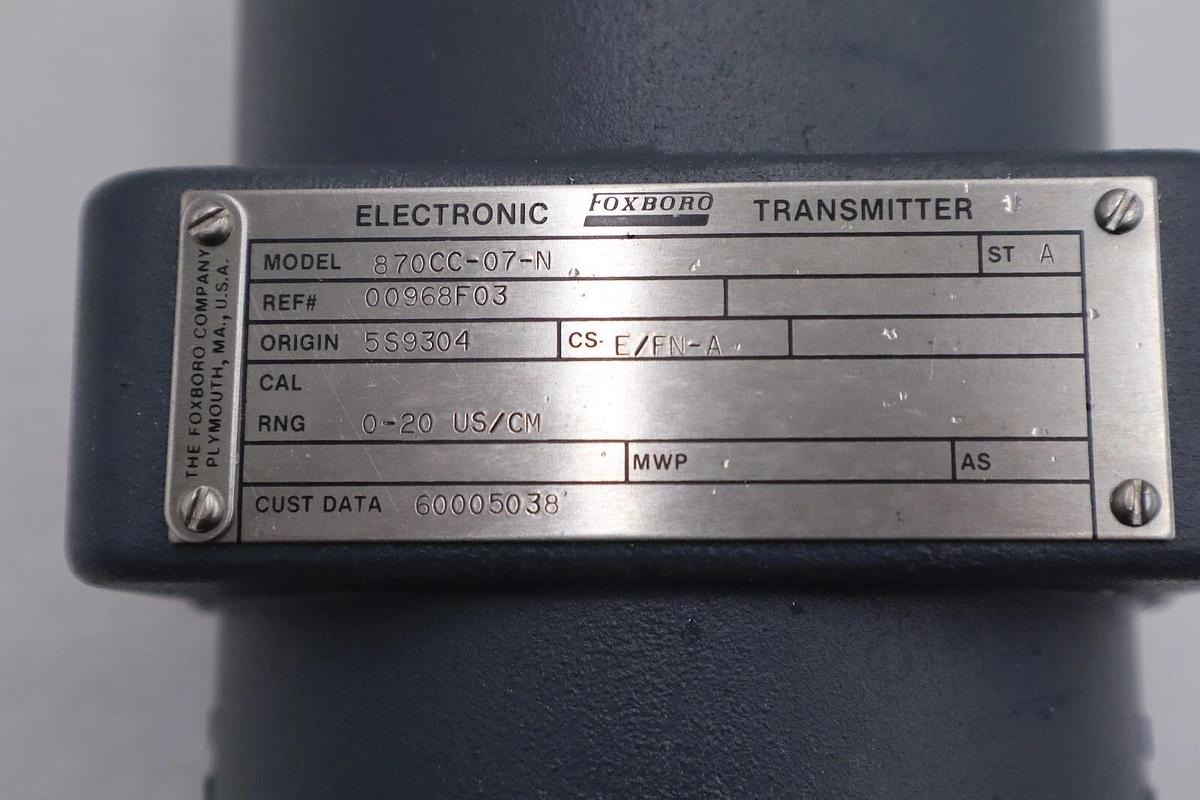 ELECTRONIC FOXBORO TRANSMITTER
MODEL 870CC-07-N ST A
REF# 00968F03
ORIGIN 5S9304 CS- E/FN-A
CAL
RNG 0-20 US/CM
MWP AS
CUST DATA 60005038
THE FOXBORO COMPANY
PLYMOUTH, MA., U.S.A.